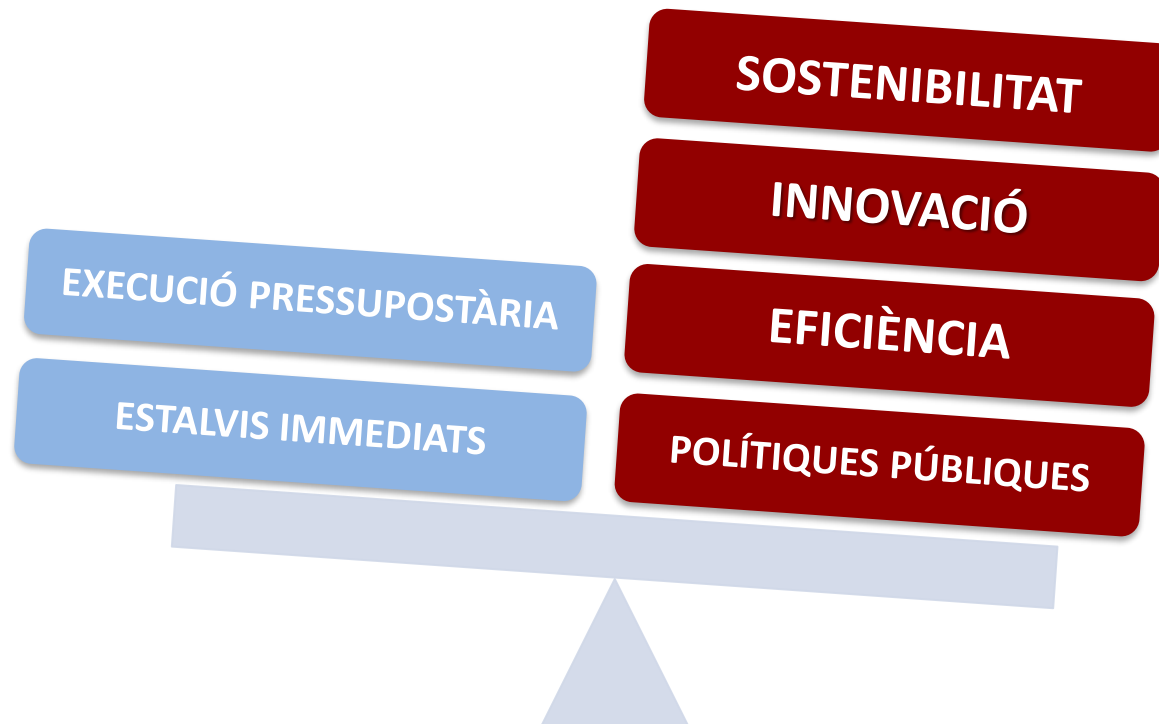 EXECUCIÓ PRESSUPOSTÀRIA
ESTALVIS IMMEDIATS
SOSTENIBILITAT
INNOVACIÓ
EFICIÈNCIA
POLÍTIQUES PÚBLIQUES